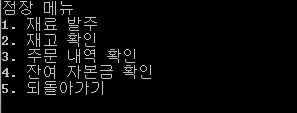 점장 메뉴
1. 재료 발주
2. 재고 확인
3. 주문 내역 확인
4. 잔여 자본금 확인
5. 되돌아가기